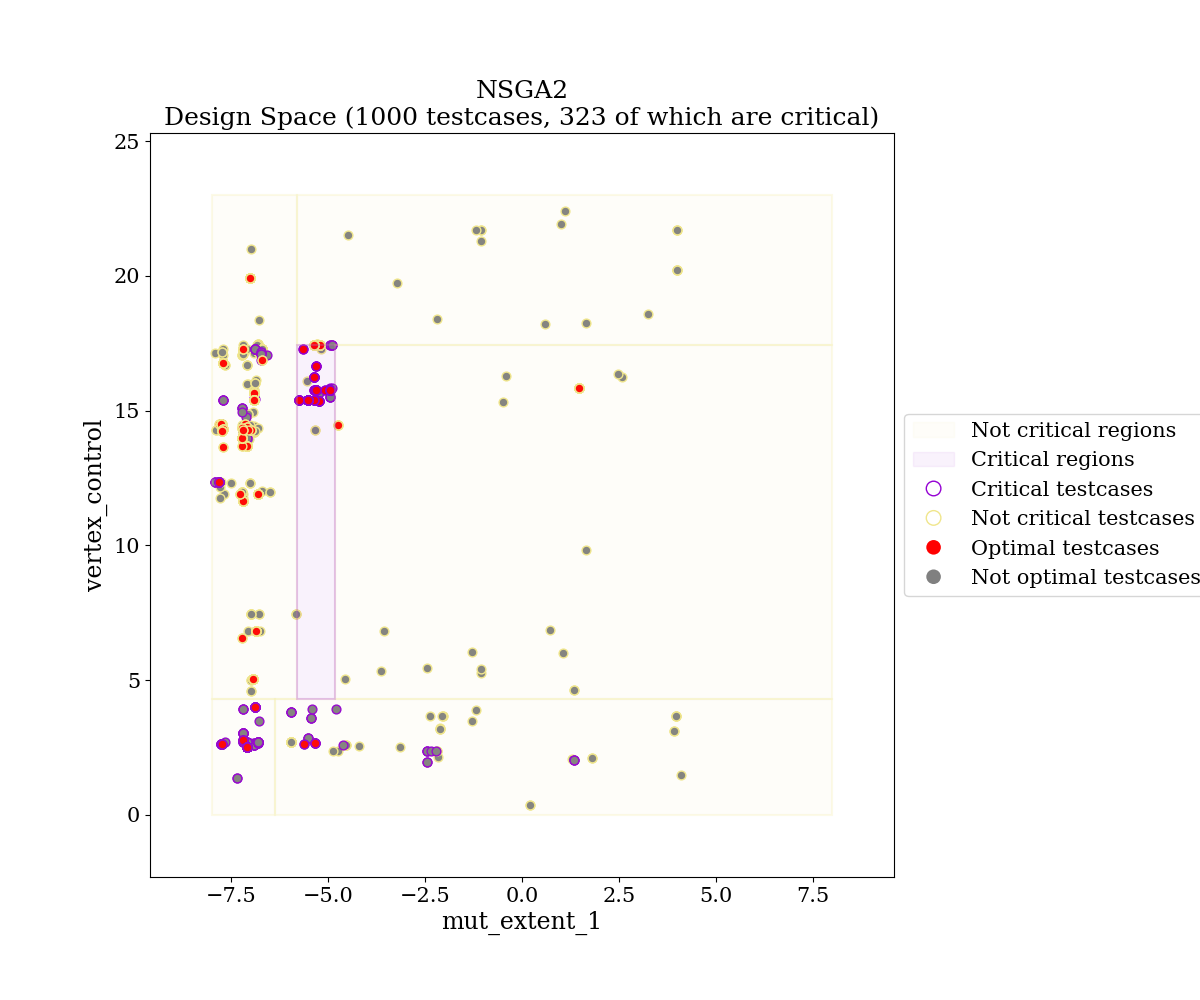 NSGA2
Design Space (1000 testcases, 323 of which are critical)
25
20
15
10
5
0
vertex_control
−7.5
−5.0
−2.5
0.0
2.5
5.0
7.5
mut_extent_1
Not critical regions
Critical regions
Critical testcases
Not critical testcases
Optimal testcases
Not optimal testcases